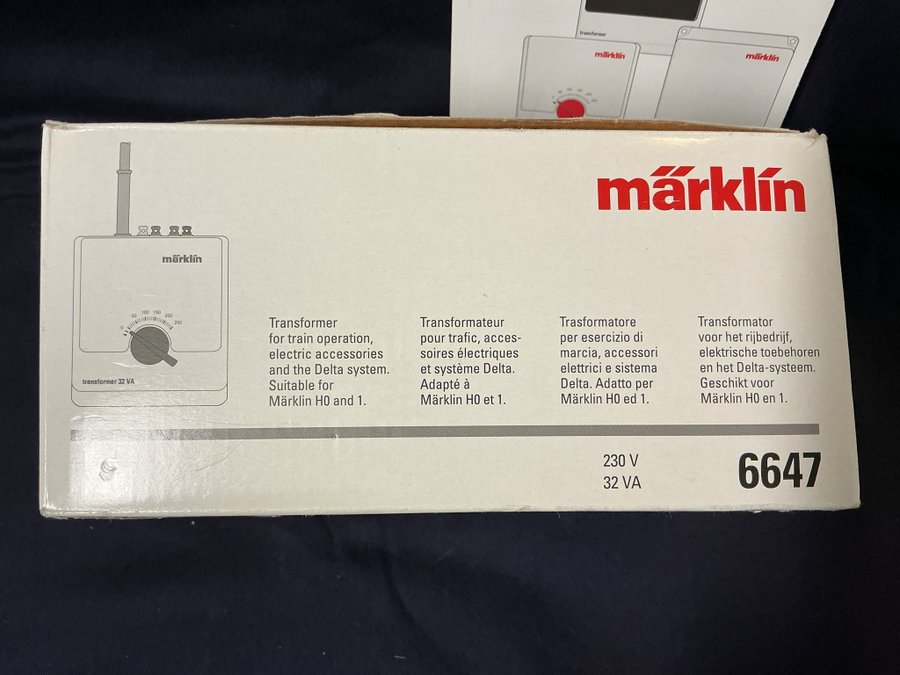 transformer
märklin
märklin
märklin
märklin
0 50 100 150 200 250
transformer 32 VA
Transformer
for train operation,
electric accessories
and the Delta system.
Suitable for
Märklin H0 and 1.
Transformateur
pour trafic, acces-
soires électriques
et système Delta.
Adapté à
Märklin H0 et 1.
Trasformatore
per esercizio di
marcia, accessori
elettrici e sistema
Delta. Adatto per
Märklin H0 ed 1.
Transformator
voor het rijbedrijf,
elektrische toebehoren
en het Delta-systeem.
Geschikt voor
Märklin H0 en 1.
230 V
32 VA
6647